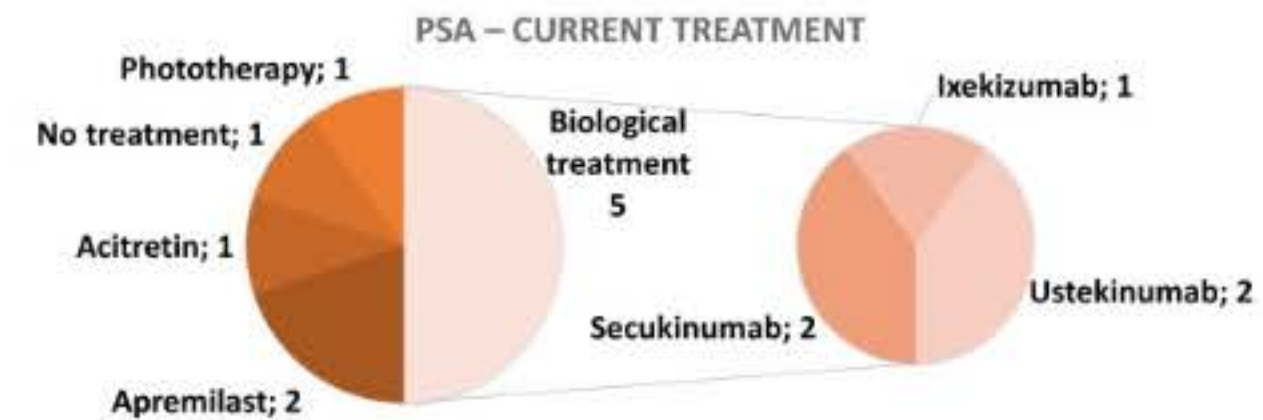 PSA – CURRENT TREATMENT
Phototherapy; 1
No treatment; 1
Acitretin; 1
Apremilast; 2
Biological
treatment
5
Ixekizumab; 1
Ustekinumab; 2
Secukinumab; 2